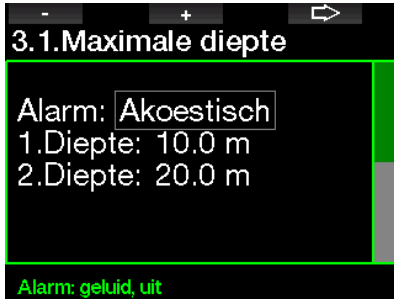 - +
3.1.Maximale diepte
Alarm: Akoestisch
1.Diepte: 10.0 m
2.Diepte: 20.0 m
Alarm: geluid, uit